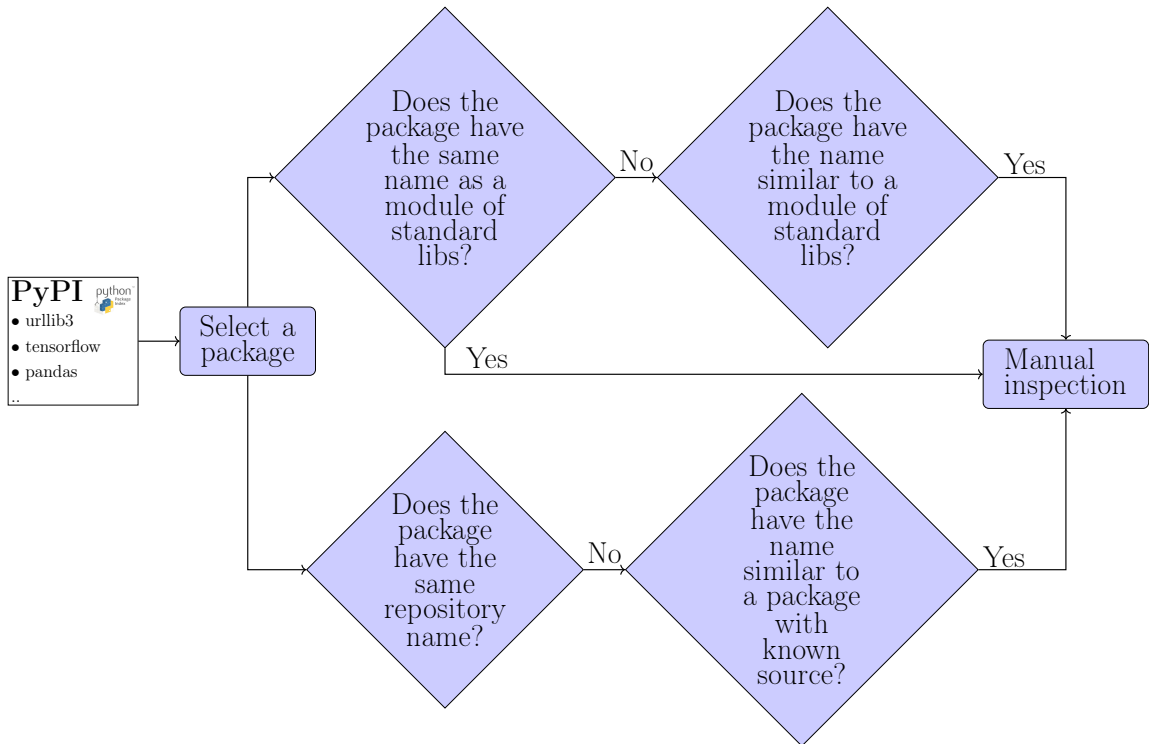 PyPI
python
Package
Index
• urllib3
• tensorflow
• pandas
..
Select a
package
Does the
package have
the same
name as a
module of
standard
libs?
No
Does the
package have
the name
similar to a
module of
standard
libs?
Yes
Yes
Manual
inspection
Does the
package
have the
same
repository
name?
No
Does the
package
have the
name
similar to
a package
with
known
source?
Yes